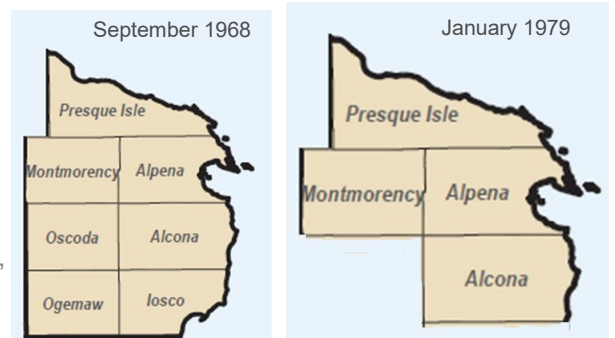 September 1968
Presque Isle
Montmorency
Alpena
Oscoda
Alcona
Ogemaw
Iosco
,
January 1979
Presque Isle
Montmorency
Alpena
Alcona